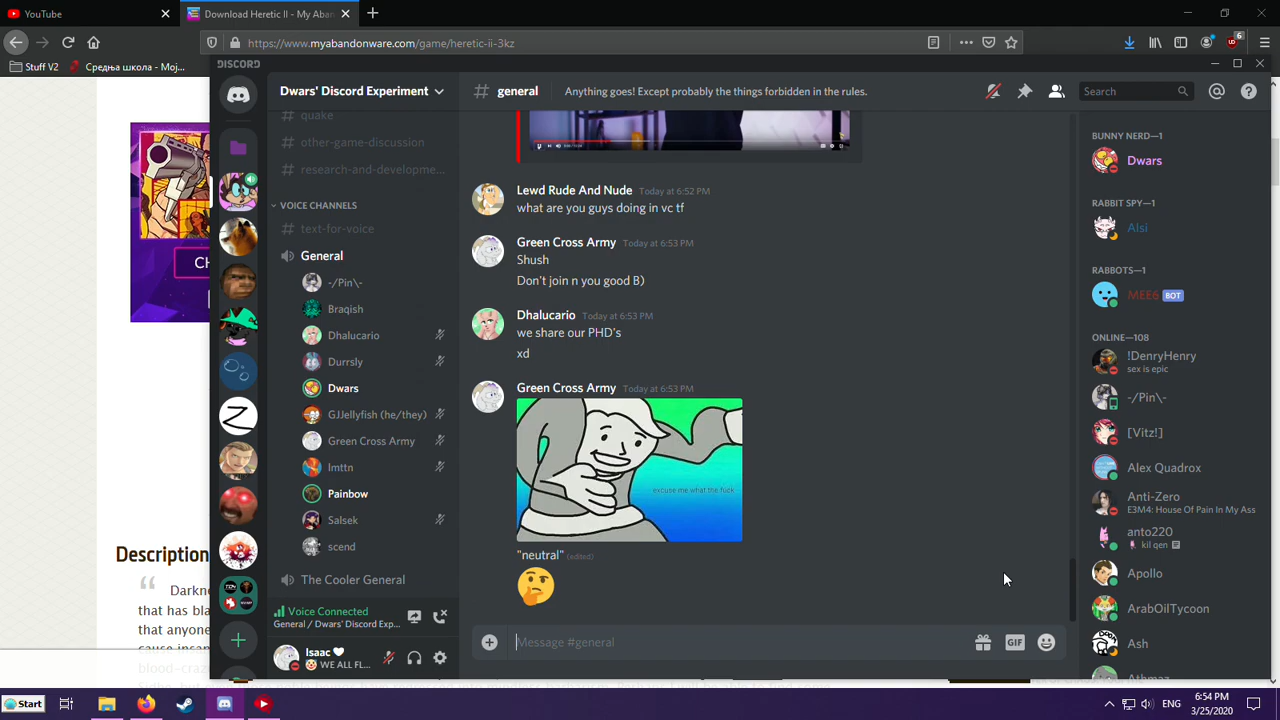 YouTube
Download Heretic II - My Aban
https://www.myabandonware.com/game/heretic-ii-3kz
6
Stuff V2
Средња школа - Мој...
DISCORD
Dwars' Discord Experiment
general
Anything goes! Except probably the things forbidden in the rules.
Search
quake
other-game-discussion
research-and-developme...
VOICE CHANNELS
text-for-voice
General
-/Pin\-
Braqish
Dhalucario
Durrsly
Dwars
GJJellyfish (he/they)
Green Cross Army
Imttn
Painbow
Salsek
scend
The Cooler General
Voice Connected
General / Dwars' Discord Exp...
Isaac
WE ALL FL...
Lewd Rude And Nude Today at 6:52 PM
what are you guys doing in vc tf
Green Cross Army Today at 6:53 PM
Shush
Don't join n you good B)
Dhalucario Today at 6:53 PM
we share our PHD's
xd
Green Cross Army Today at 6:53 PM
excuse me what the fuck
"neutral" (edited)
Message #general
GIF
BUNNY NERD—1
Dwars
RABBIT SPY—1
Alsi
RABBOTS—1
MEE6 BOT
ONLINE—108
!DenryHenry
sex is epic
-/Pin\-
[Vitz!]
Alex Quadrox
Anti-Zero
E3M4: House Of Pain In My Ass
anto220
kil qen
Apollo
ArabOilTycoon
Ash
CH
Description
Darkne
that has bla
that anyone
Start
ENG
6:54 PM
3/25/2020